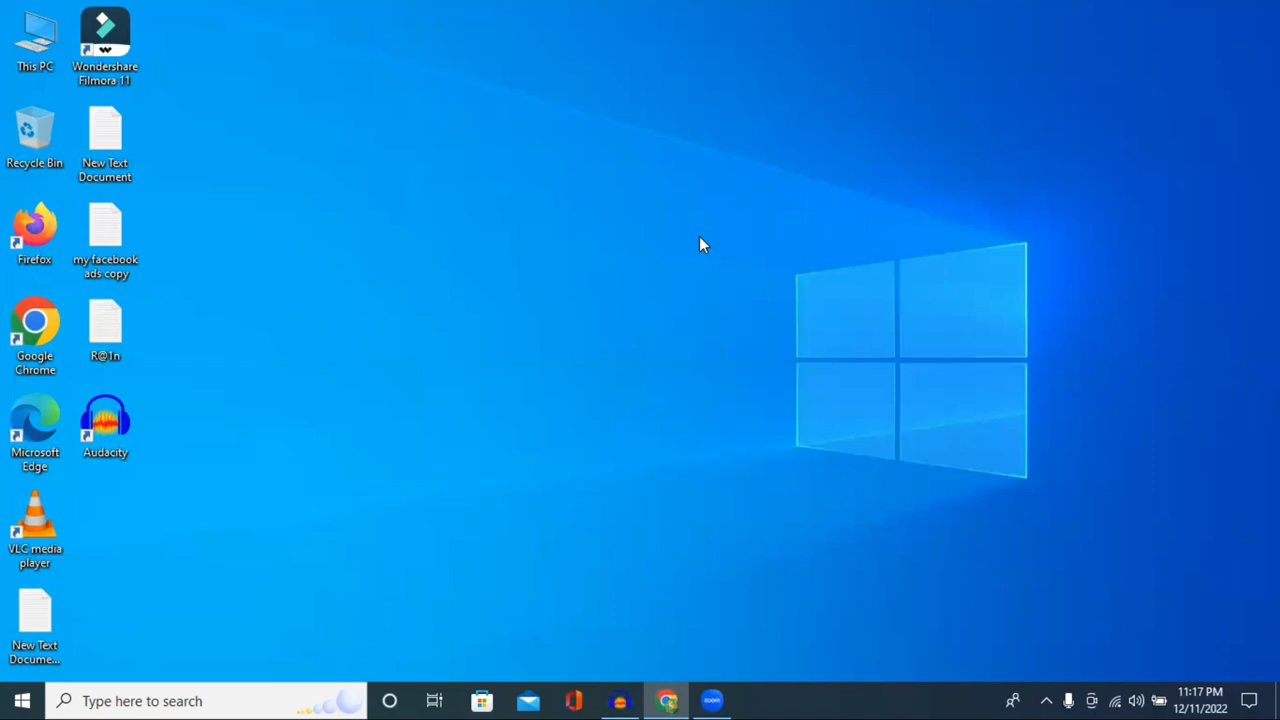 This PC
Wondershare
Filmora 11
Recycle Bin
New Text
Document
Firefox
my facebook
ads copy
Google
Chrome
R@1n
Microsoft
Edge
Audacity
VLC media
player
New Text
Docume...
Type here to search
zoom
11:17 PM
12/11/2022